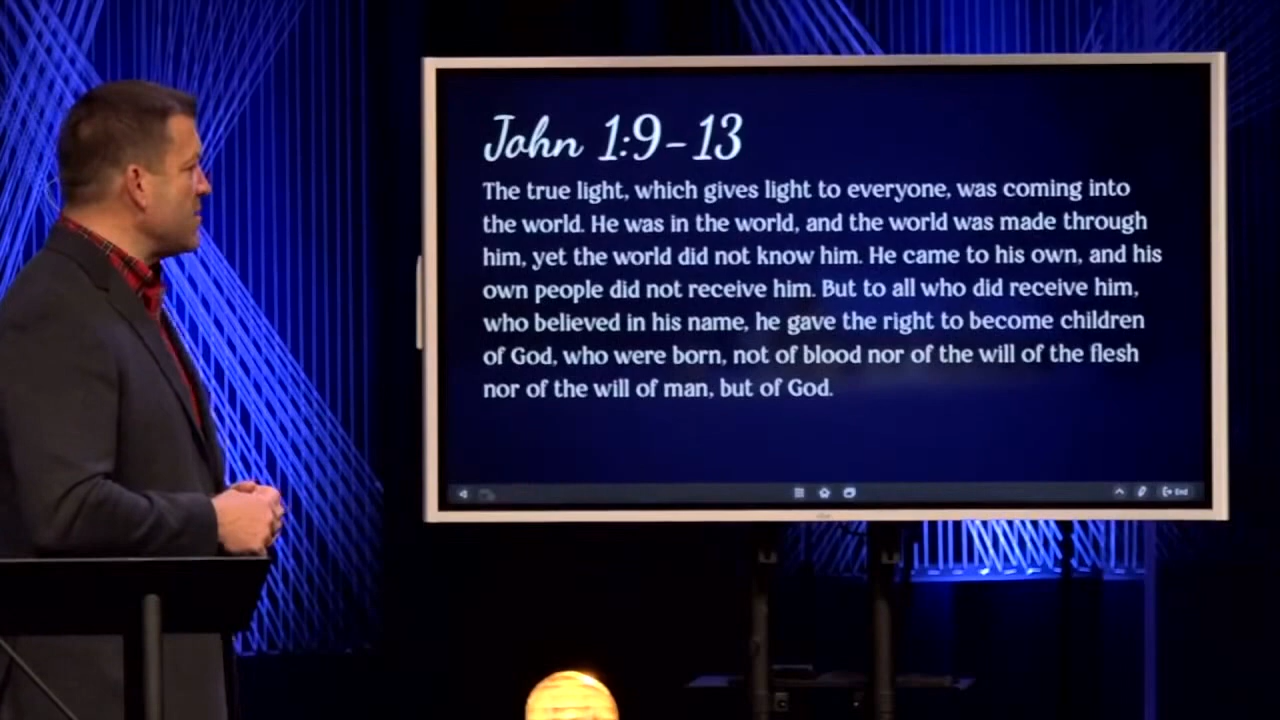 John 1:9-13
The true light, which gives light to everyone, was coming into
the world. He was in the world, and the world was made through
him, yet the world did not know him. He came to his own, and his
own people did not receive him. But to all who did receive him,
who believed in his name, he gave the right to become children
of God, who were born, not of blood nor of the will of the flesh
nor of the will of man, but of God.
End